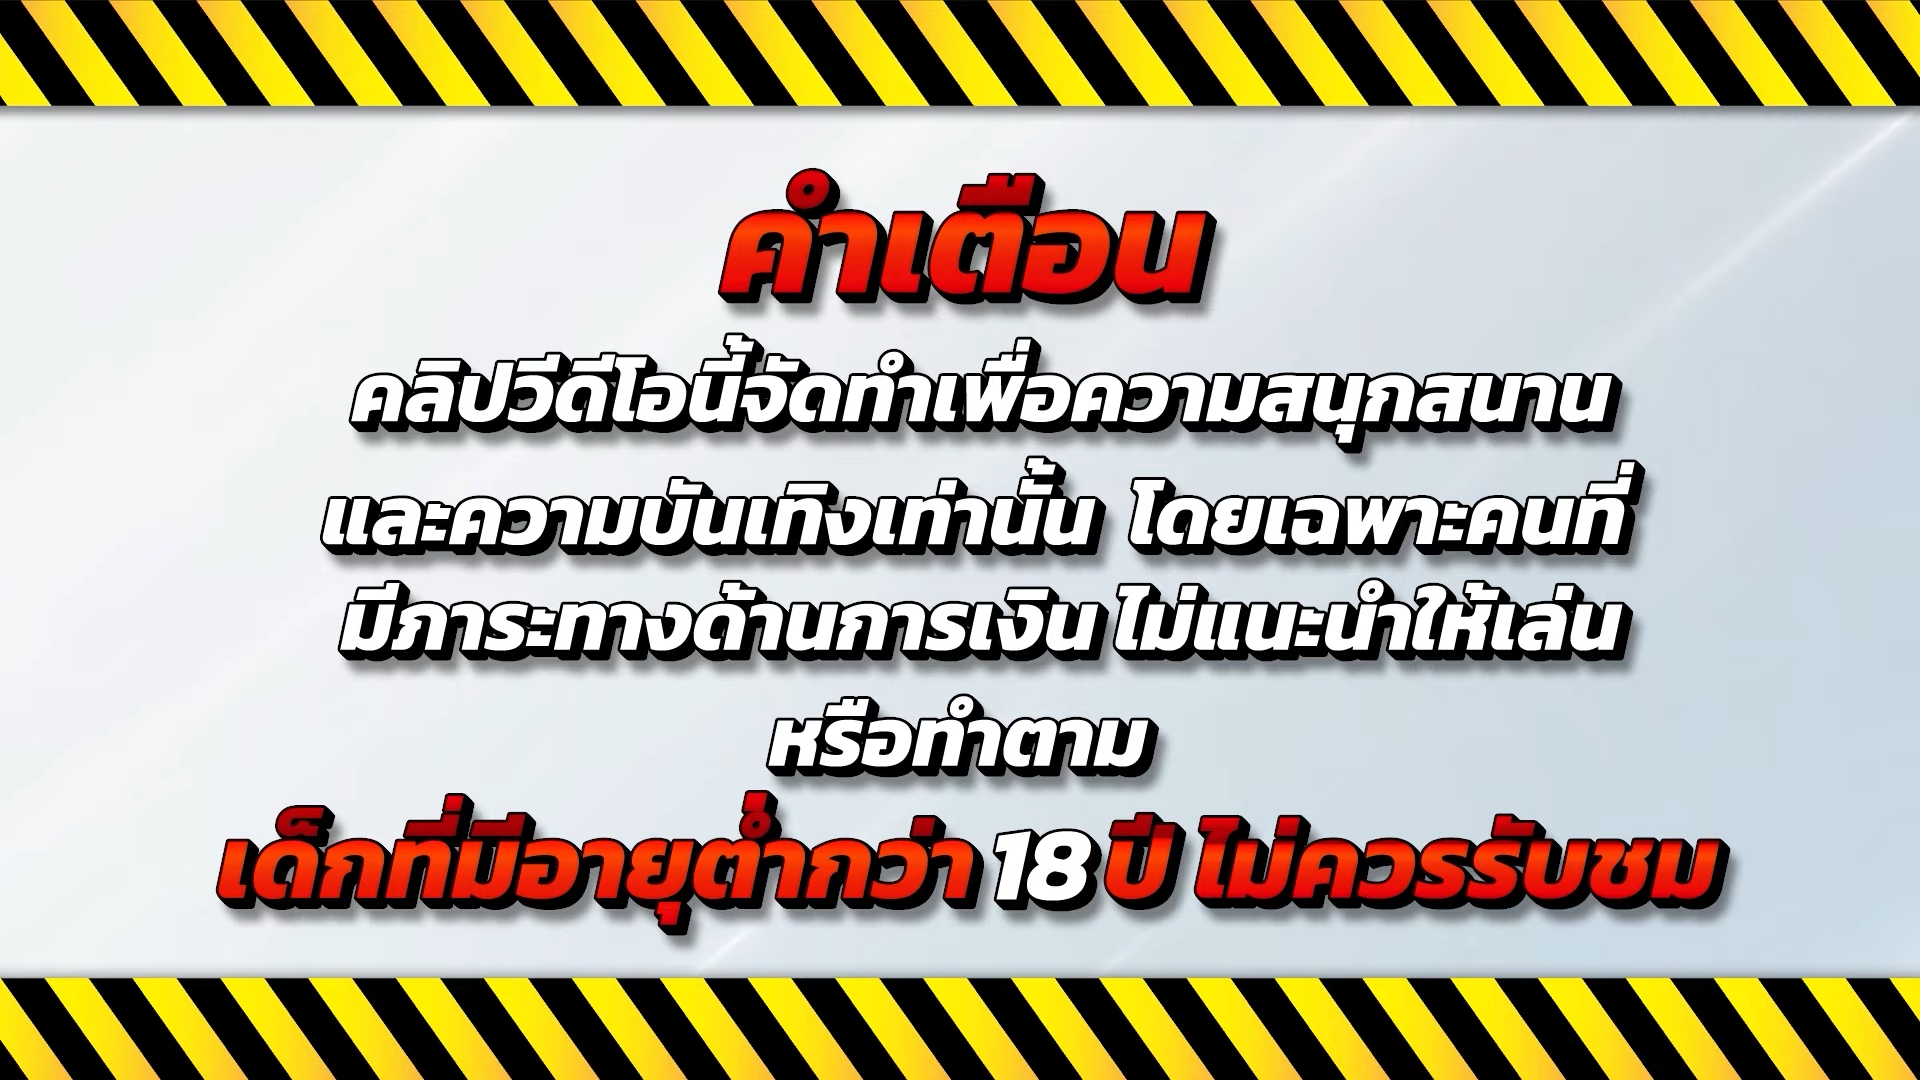 คำเตือน
คลิปวีดีโอนี้จัดทำเพื่อความสนุกสนาน
และความบันเทิงเท่านั้น โดยเฉพาะคนที่
มีภาระทางด้านการเงิน ไม่แนะนำให้เล่น
หรือทำตาม
เด็กที่มีอายุต่ำกว่า 18 ปี ไม่ควรรับชม